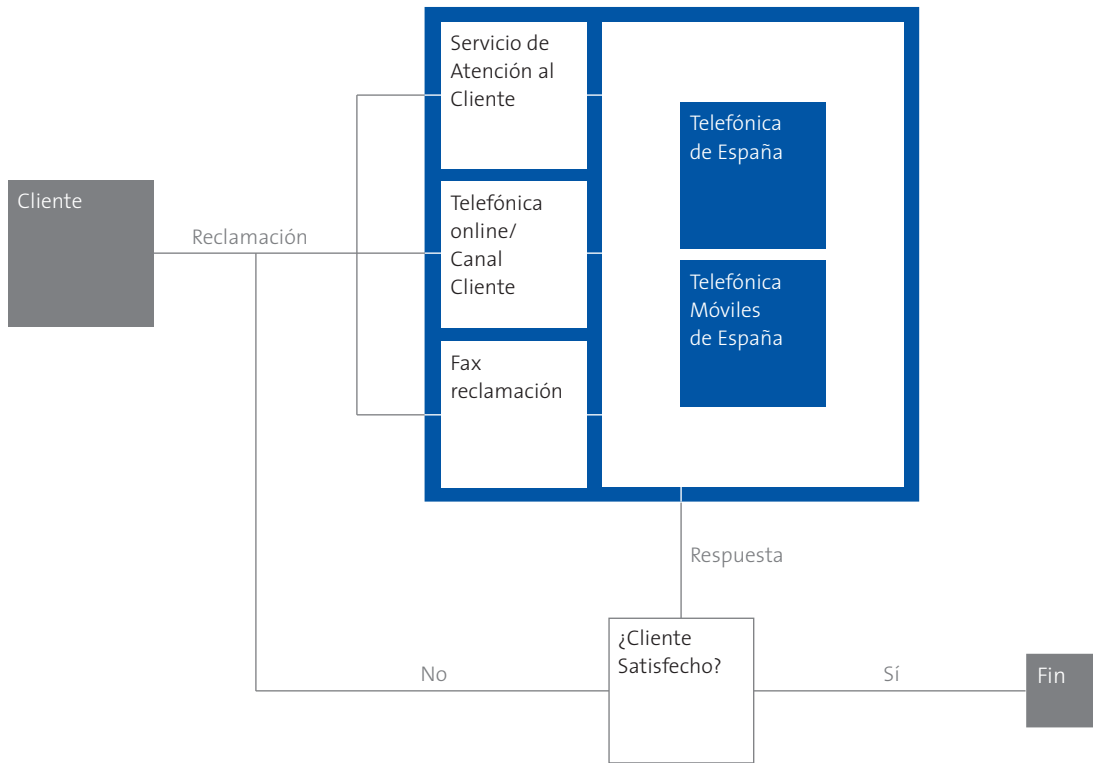 Servicio de
Atención al
Cliente
Telefónica
de España
Cliente
Reclamación
Telefónica
online/
Canal
Cliente
Telefónica
Móviles
de España
Fax
reclamación
Respuesta
¿Cliente
Satisfecho?
No
Sí
Fin